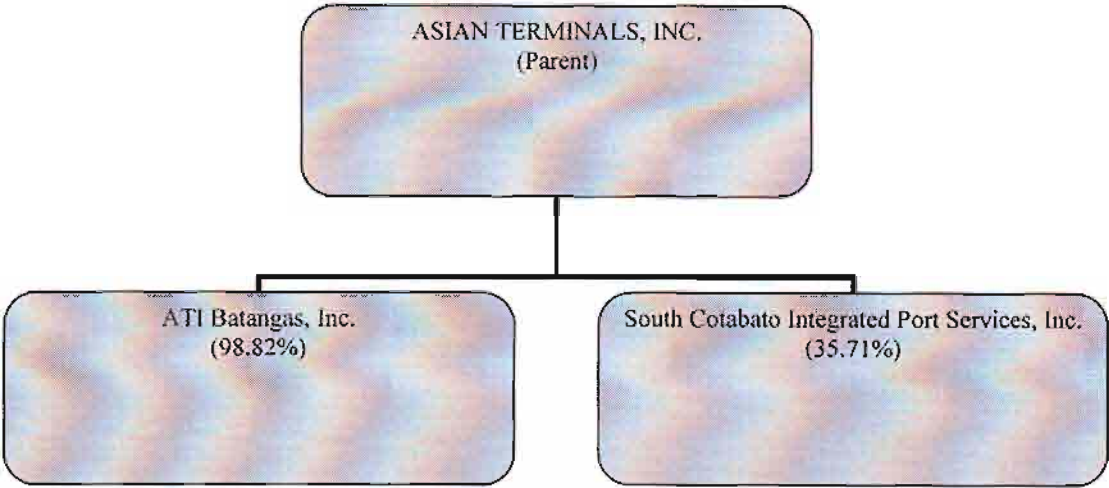 ASIAN TERMINALS, INC.
(Parent)
ATI Batangas, Inc.
(98.82%)
South Cotabato Integrated Port Services, Inc.
(35.71%)